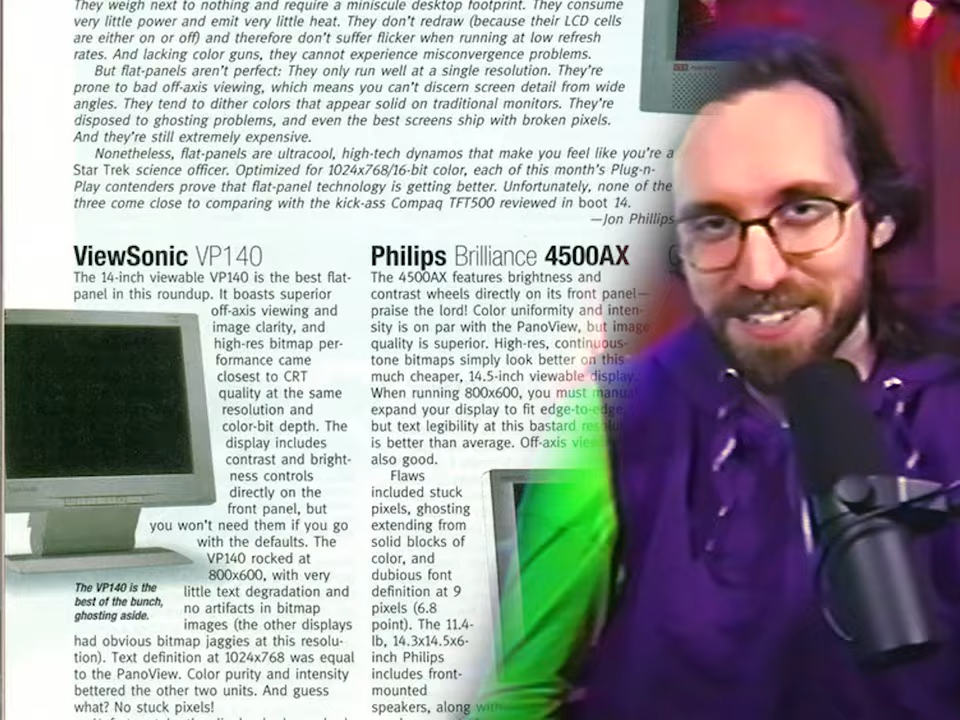 They weigh next to nothing and require a miniscule desktop footprint. They consume
very little power and emit very little heat. They don't redraw (because their LCD cells
are either on or off) and therefore don't suffer flicker when running at low refresh
rates. And lacking color guns, they cannot experience misconvergence problems.
But flat-panels aren't perfect: They only run well at a single resolution. They're
prone to bad off-axis viewing, which means you can't discern screen detail from wide
angles. They tend to dither colors that appear solid on traditional monitors. They're
disposed to ghosting problems, and even the best screens ship with broken pixels.
And they're still extremely expensive.
Nonetheless, flat-panels are ultracool, high-tech dynamos that make you feel like you're a
Star Trek science officer. Optimized for 1024x768/16-bit color, each of this month's Plug-n-
Play contenders prove that flat-panel technology is getting better. Unfortunately, none of the
three come close to comparing with the kick-ass Compaq TFT500 reviewed in boot 14.
—Jon Phillips
ViewSonic VP140
The 14-inch viewable VP140 is the best flat-
panel in this roundup. It boasts superior
off-axis viewing and
image clarity, and
high-res bitmap per-
formance came
closest to CRT
quality at the same
resolution and
color-bit depth. The
display includes
contrast and bright-
ness controls
directly on the
front panel, but
you won't need them if you go
with the defaults. The
VP140 rocked at
800x600, with very
little text degradation and
no artifacts in bitmap
images (the other displays
had obvious bitmap jaggies at this resolu-
tion). Text definition at 1024x768 was equal
to the PanoView. Color purity and intensity
bettered the other two units. And guess
what? No stuck pixels!
The VP140 is the
best of the bunch,
ghosting aside.
Philips Brilliance 4500AX
The 4500AX features brightness and
contrast wheels directly on its front panel—
praise the lord! Color uniformity and inten-
sity is on par with the PanoView, but image
quality is superior. High-res, continuous-
tone bitmaps simply look better on this
much cheaper, 14.5-inch viewable display.
When running 800x600, you must
expand your display to fit edge-to-edge,
but text legibility at this bastard
is better than average. Off-axis
also good.
Flaws
included stuck
pixels, ghosting
extending from
solid blocks of
color, and
dubious font
definition at 9
pixels (6.8
point). The 11.4-
lb, 14.3x14.5x6-
inch Philips
includes front-
mounted
speakers, along with